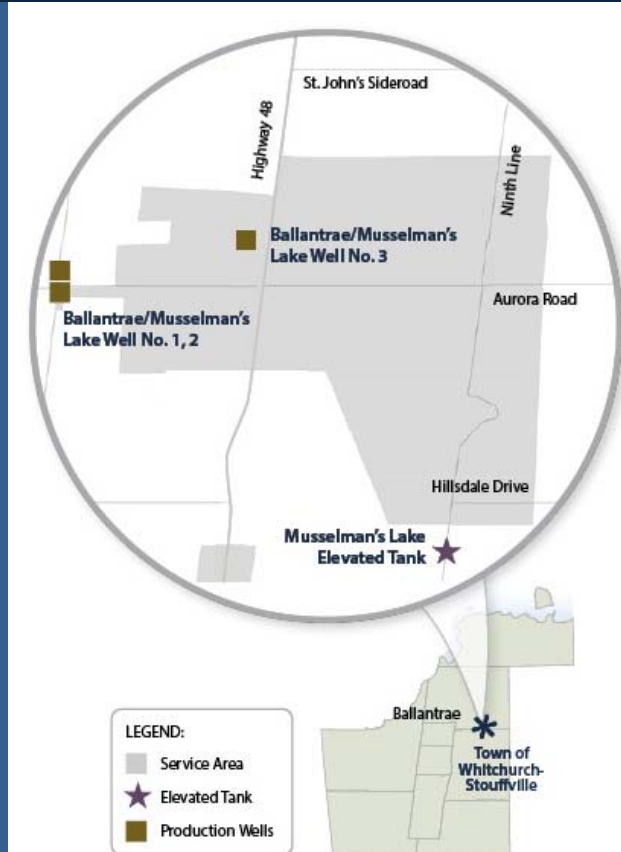 St. John's Sideroad
Highway 48
Ninth Line
Ballantrae/Musselman's
Lake Well No. 3
Aurora Road
Ballantrae/Musselman's
Lake Well No. 1, 2
Hillsdale Drive
Musselman's Lake
Elevated Tank
Ballantrae
Town of
Whitchurch-
Stouffville
LEGEND:
Service Area
Elevated Tank
Production Wells